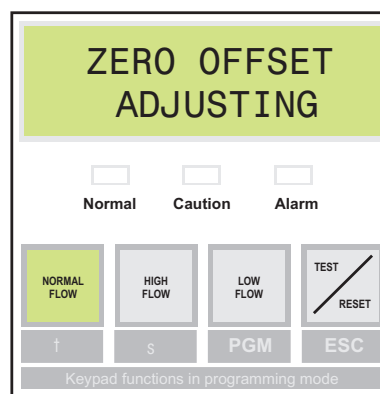 ZERO OFFSET
ADJUSTING
Normal Caution Alarm
NORMAL
FLOW
HIGH
FLOW
LOW
FLOW
TEST
RESET
† s PGM ESC
Keypad functions in programming mode